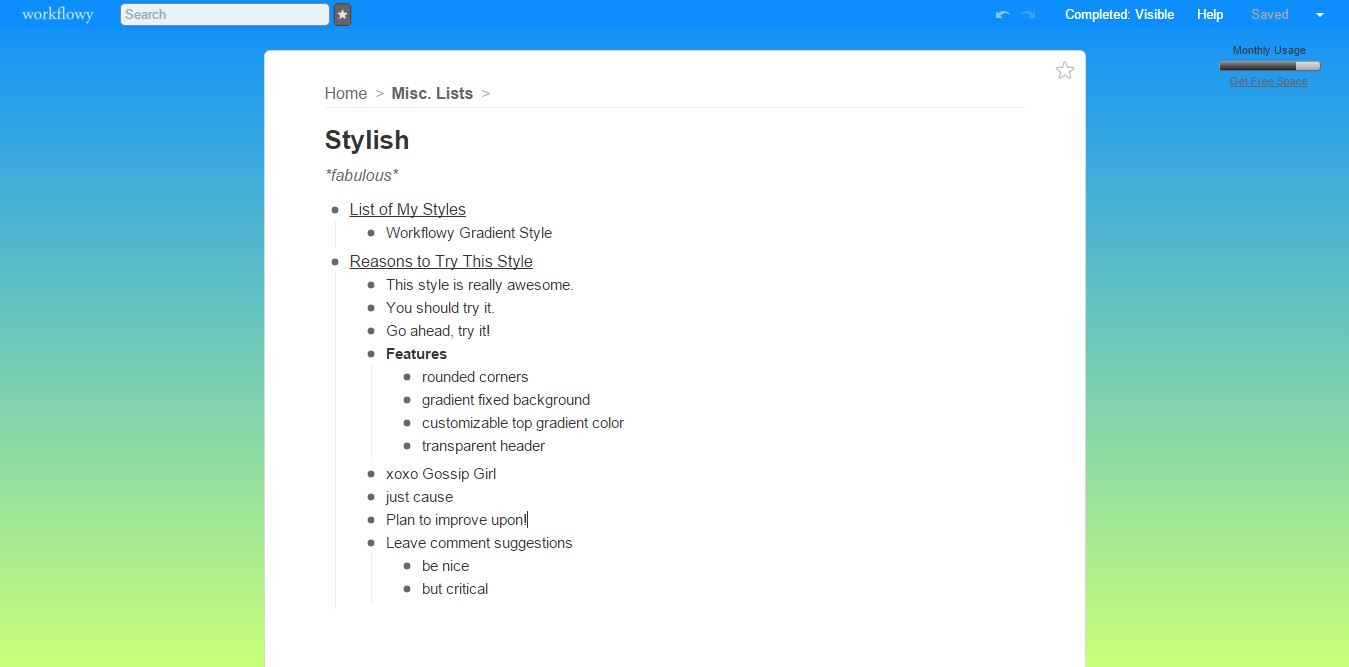 workflowy
Search
Completed: Visible
Help
Saved
Monthly Usage
Get Free Space
Home > Misc. Lists >
Stylish
*fabulous*
List of My Styles
Workflowy Gradient Style
Reasons to Try This Style
This style is really awesome.
You should try it.
Go ahead, try it!
Features
rounded corners
gradient fixed background
customizable top gradient color
transparent header
xoxo Gossip Girl
just cause
Plan to improve upon!
Leave comment suggestions
be nice
but critical